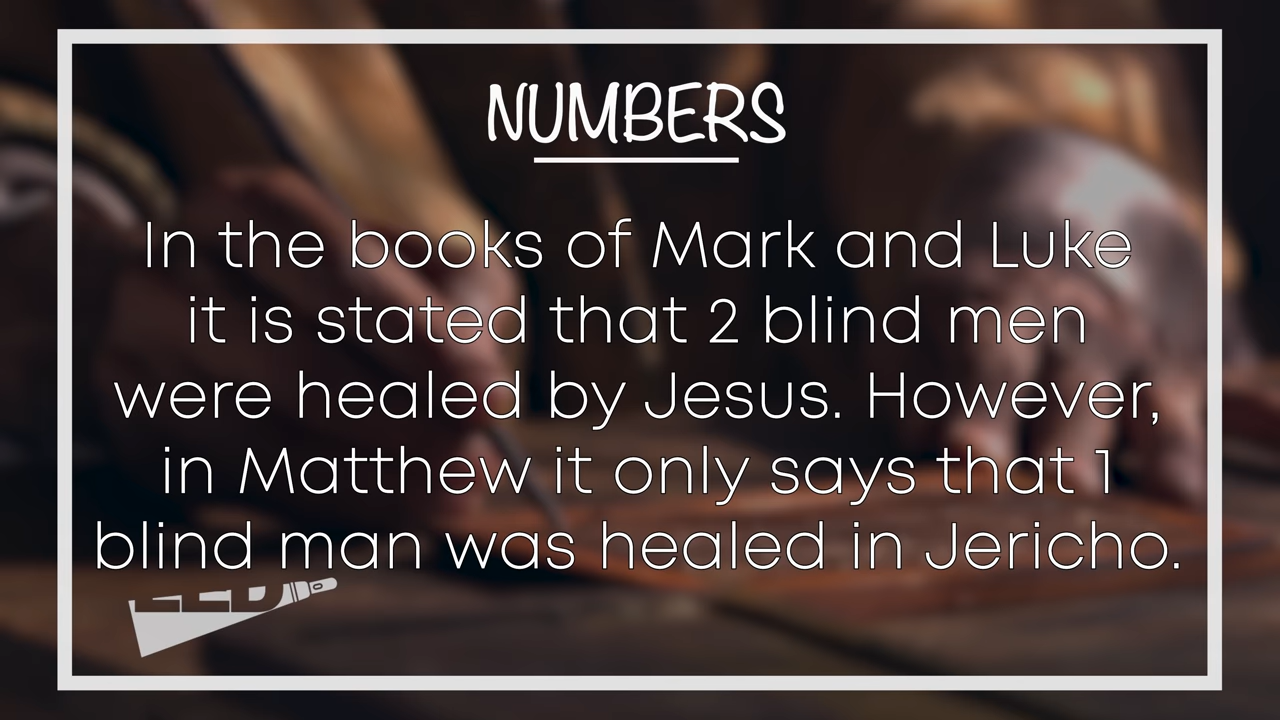 NUMBERS
In the books of Mark and Luke
it is stated that 2 blind men
were healed by Jesus. However,
in Matthew it only says that 1
blind man was healed in Jericho.